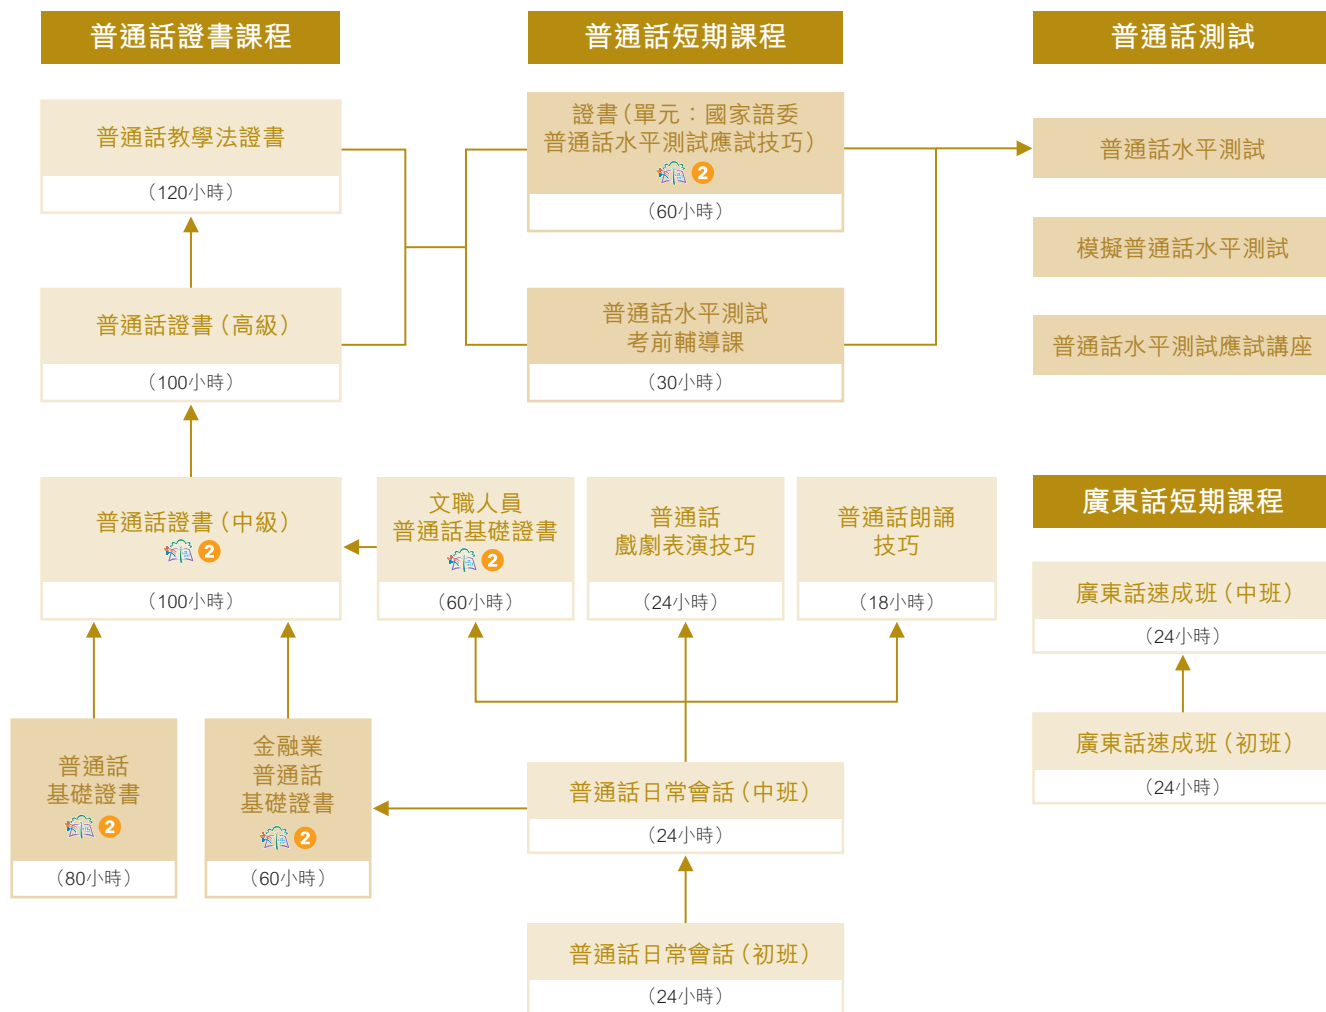 普通話證書課程
普通話教學法證書
（120小時）
普通話證書（高級）
（100小時）
普通話證書（中級）
2
（100小時）
普通話
基礎證書
2
（80小時）
金融業
普通話
基礎證書
2
（60小時）
普通話短期課程
證書（單元：國家語委
普通話水平測試應試技巧）
2
（60小時）
普通話水平測試
考前輔導課
（30小時）
文職人員
普通話基礎證書
2
（60小時）
普通話
戲劇表演技巧
（24小時）
普通話朗誦
技巧
（18小時）
普通話日常會話（中班）
（24小時）
普通話日常會話（初班）
（24小時）
普通話測試
普通話水平測試
模擬普通話水平測試
普通話水平測試應試講座
廣東話短期課程
廣東話速成班（中班）
（24小時）
廣東話速成班（初班）
（24小時）